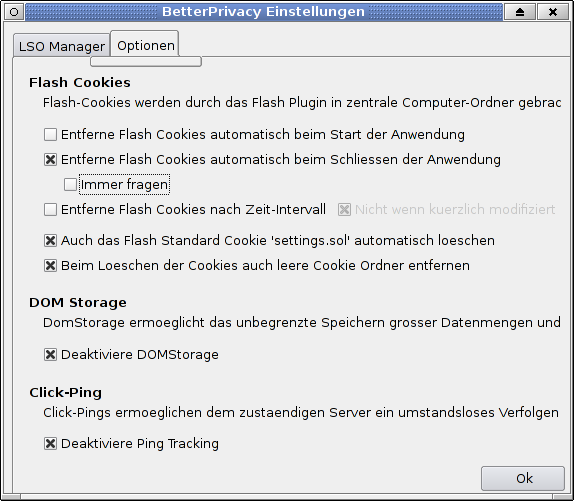 BetterPrivacy Einstellungen
LSO Manager
Optionen
Flash Cookies
Flash-Cookies werden durch das Flash Plugin in zentrale Computer-Ordner gebrac
Entferne Flash Cookies automatisch beim Start der Anwendung
Entferne Flash Cookies automatisch beim Schliessen der Anwendung
Immer fragen
Entferne Flash Cookies nach Zeit-Intervall Nicht wenn kuerzlich modifiziert
Auch das Flash Standard Cookie 'settings.sol' automatisch loeschen
Beim Loeschen der Cookies auch leere Cookie Ordner entfernen
DOM Storage
DomStorage ermoeglicht das unbegrenzte Speichern grosser Datenmengen und
Deaktiviere DOMStorage
Click-Ping
Click-Pings ermoeglichen dem zustaendigen Server ein umstandsloses Verfolgen
Deaktiviere Ping Tracking
Ok